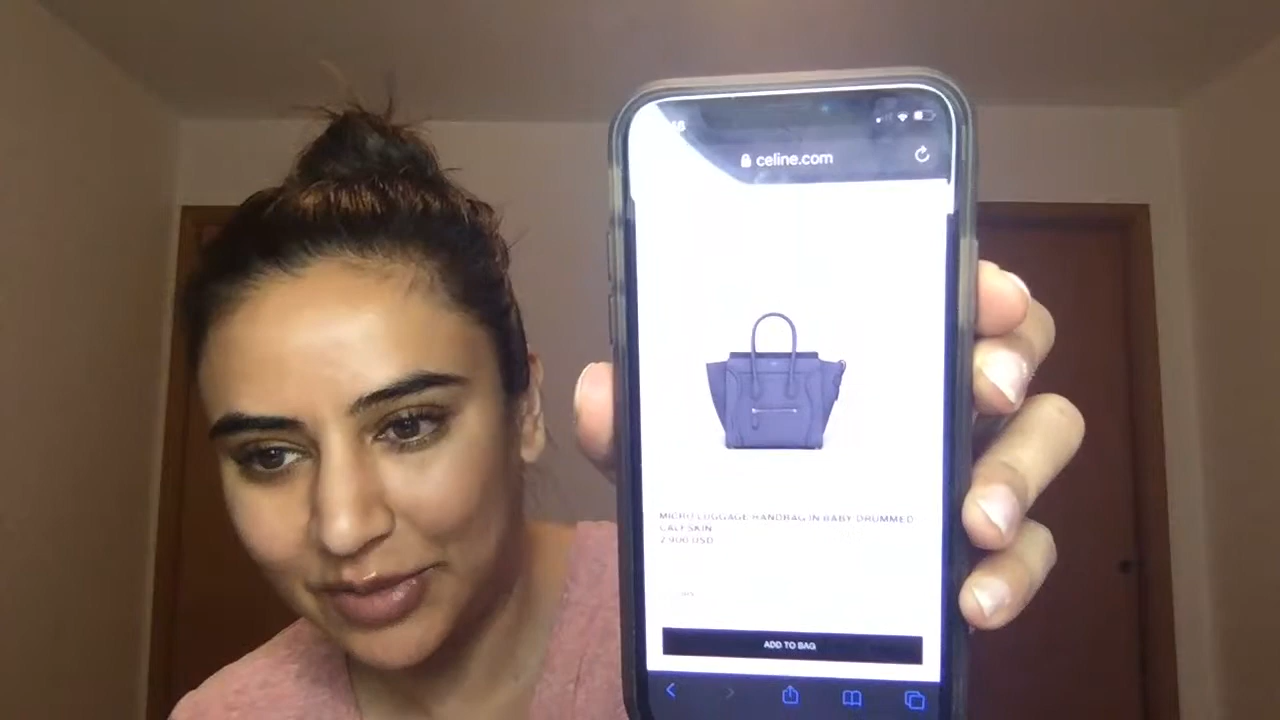 celine.com
MICRO LUGGAGE HANDBAG IN BABY DRUMMED
CALFSKIN
2,900 USD
ADD TO BAG